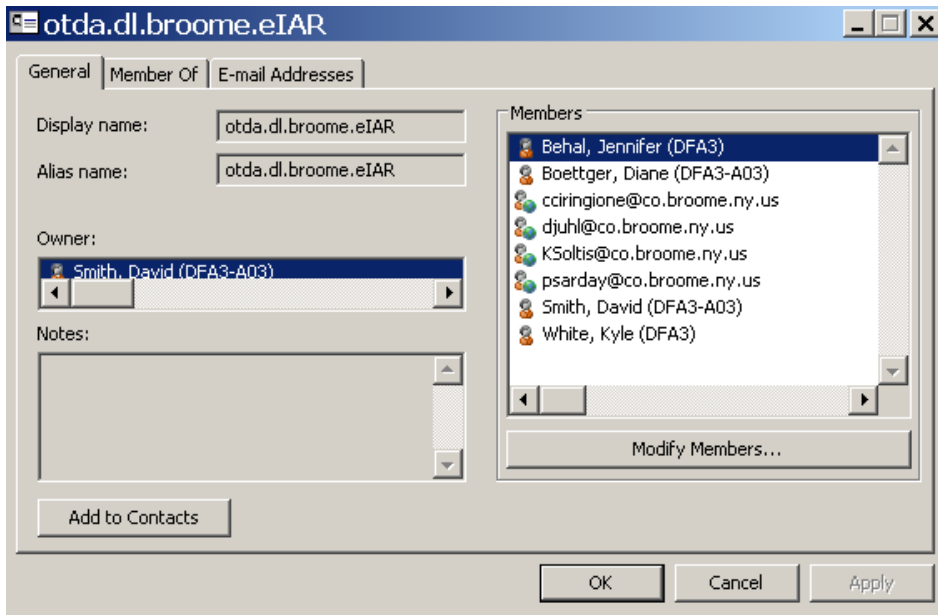 otda.dl.broome.eIAR
General Member Of E-mail Addresses
Display name: otda.dl.broome.eIAR
Alias name: otda.dl.broome.eIAR
Owner:
Smith, David (DFA3-A03)
Notes:
Add to Contacts
Members
Behal, Jennifer (DFA3)
Boettger, Diane (DFA3-A03)
cciringione@co.broome.ny.us
djuhl@co.broome.ny.us
KSoltis@co.broome.ny.us
psarday@co.broome.ny.us
Smith, David (DFA3-A03)
White, Kyle (DFA3)
Modify Members...
OK Cancel Apply